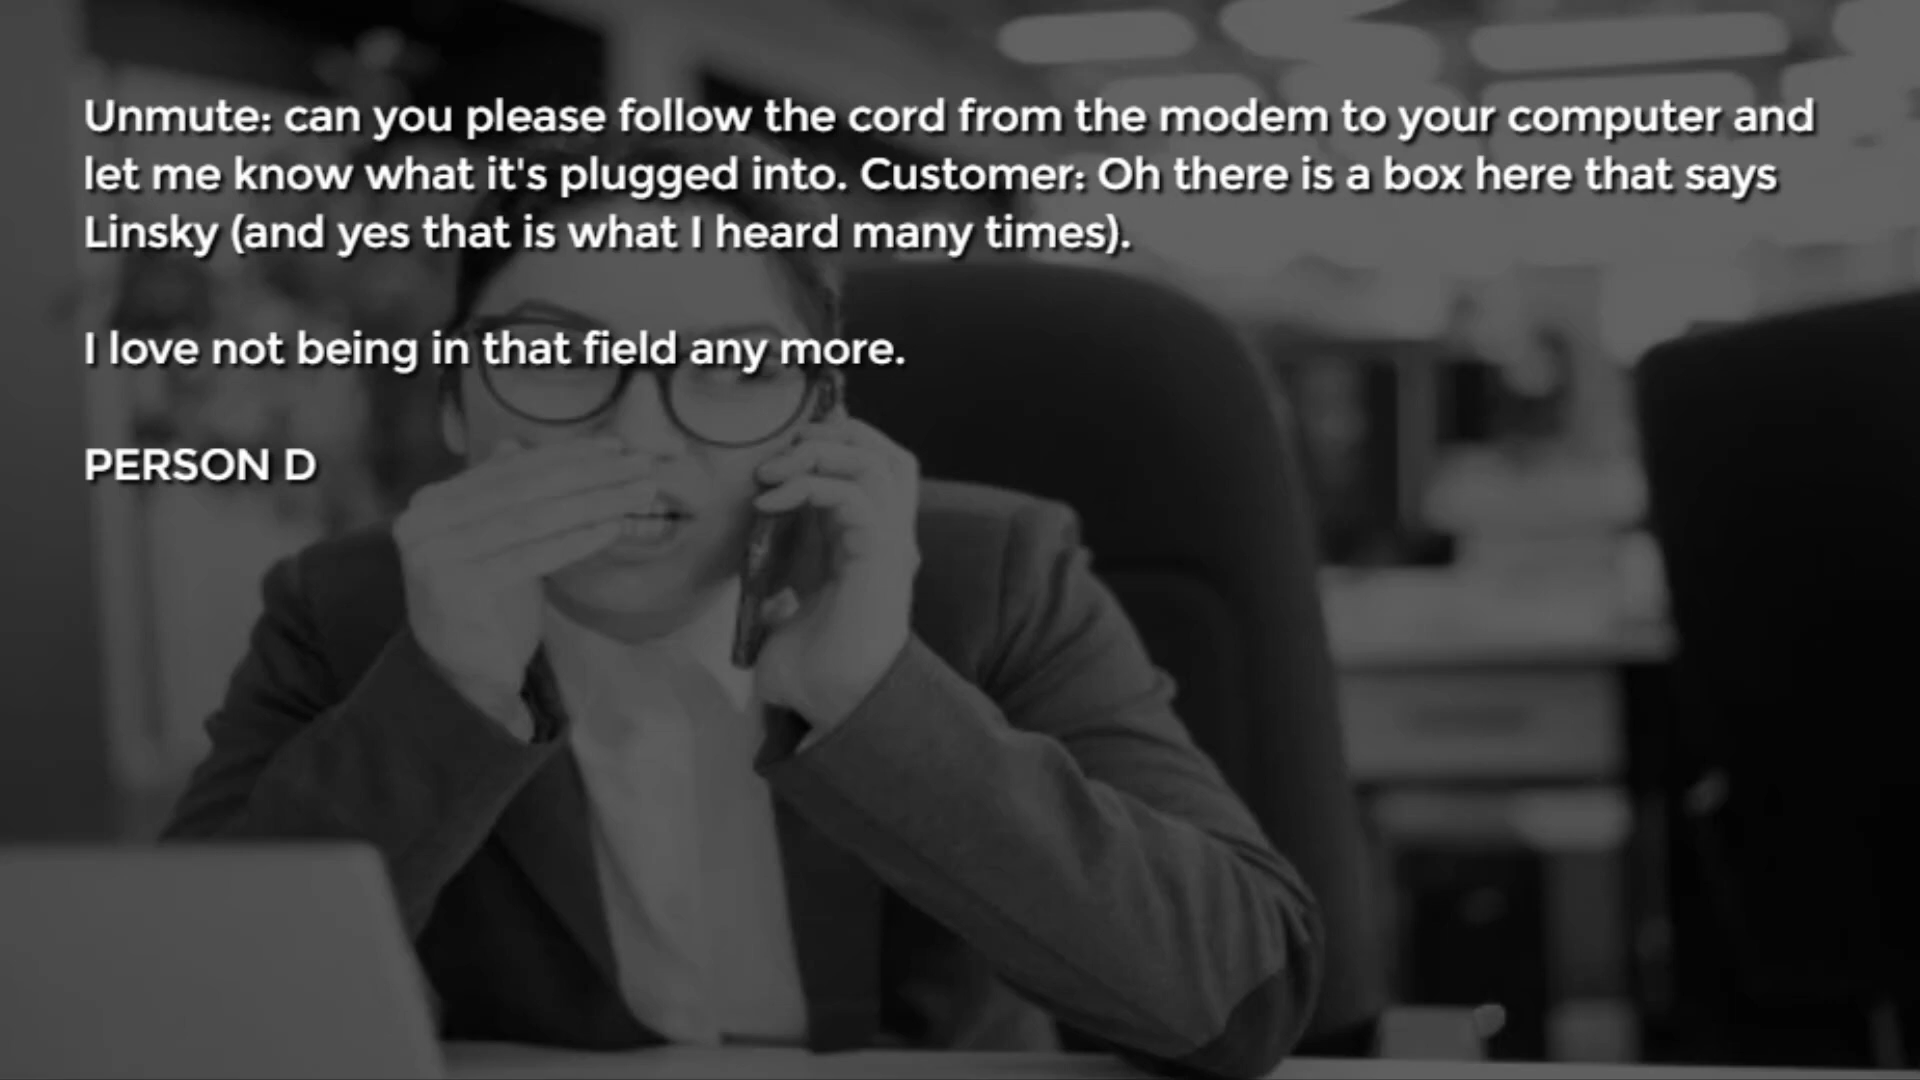 Unmute: can you please follow the cord from the modem to your computer and
let me know what it's plugged into. Customer: Oh there is a box here that says
Linsky (and yes that is what I heard many times).
I love not being in that field any more.
PERSON D